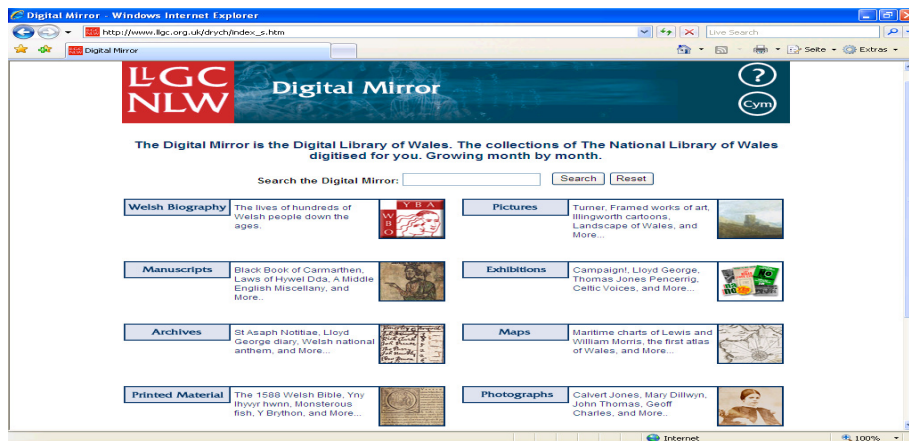 Digital Mirror - Windows Internet Explorer
http://www.llgc.org.uk/drych/index_s.htm
Live Search
Digital Mirror
Seite
Extras
LLGC
NLW
Digital Mirror
?
Cym
The Digital Mirror is the Digital Library of Wales. The collections of The National Library of Wales
digitised for you. Growing month by month.
Search the Digital Mirror:
Search
Reset
Welsh Biography
The lives of hundreds of
Welsh people down the
ages.
YBA
WBO
Pictures
Turner, Framed works of art,
Illingworth cartoons,
Landscape of Wales, and
More...
Manuscripts
Black Book of Carmarthen,
Laws of Hywel Dda, A Middle
English Miscellany, and
More..
Exhibitions
Campaign!, Lloyd George,
Thomas Jones Pencerrig,
Celtic Voices, and More...
Archives
St Asaph Notitiae, Lloyd
George diary, Welsh national
anthem, and More...
Maps
Maritime charts of Lewis and
William Morris, the first atlas
of Wales, and More...
Printed Material
The 1588 Welsh Bible, Yny
lhyvyr hwnn, Monsterous
fish, Y Brython, and More...
Photographs
Calvert Jones, Mary Dillwyn,
John Thomas, Geoff
Charles, and More..
Internet
100%